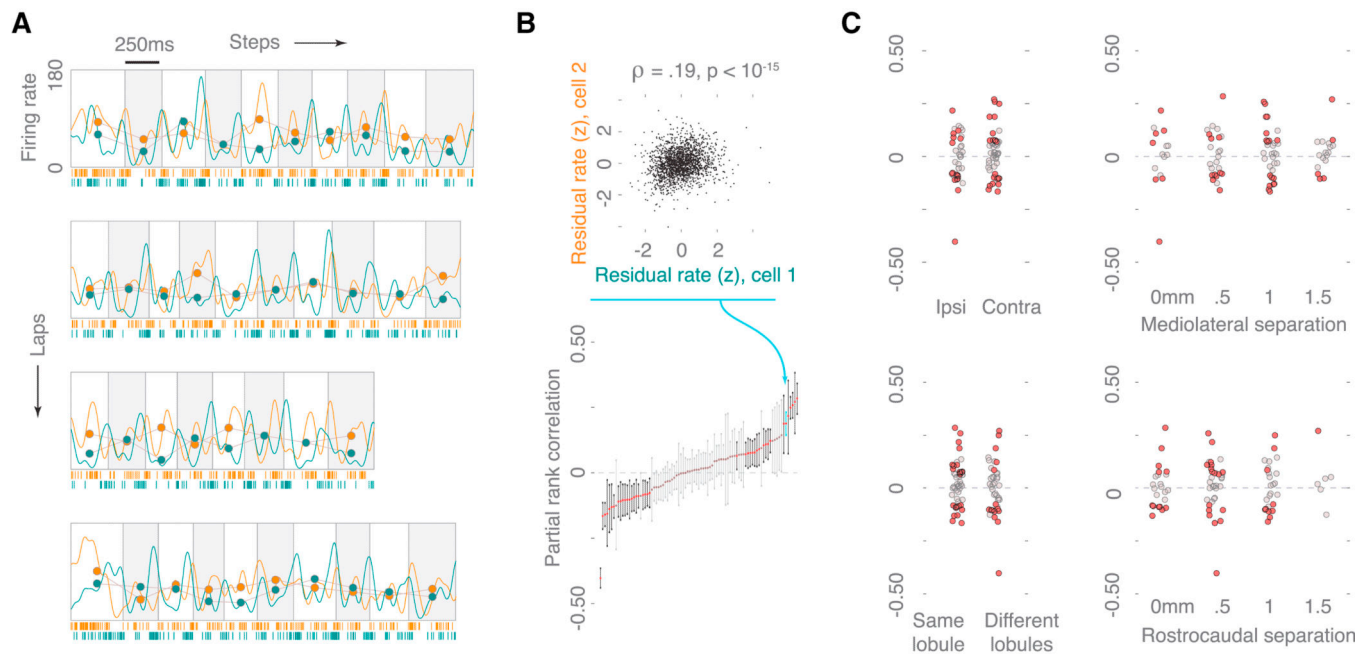 A
250ms
Steps
180
Firing rate
0
Laps
B
ρ = .19, p < 10-15
Residual rate (z), cell 2
2
0
-2
-2
0
2
Residual rate (z), cell 1
0.50
Partial rank correlation
0
-0.50
C
0.50
0
-0.50
Ipsi
Contra
0.50
0
-0.50
0mm
.5
1
1.5
Mediolateral separation
0.50
0
-0.50
Same
lobule
Different
lobules
0.50
0
-0.50
0mm
.5
1
1.5
Rostrocaudal separation